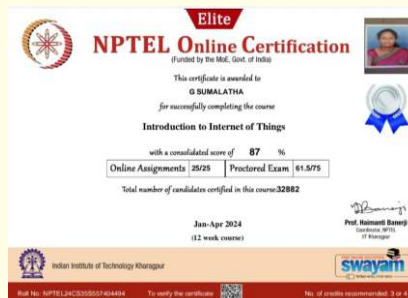 Elite
NPTEL Online Certification
(Funded by the MoE, Govt. of India)
This certificate is awarded to
G SUMALATHA
for successfully completing the course
Introduction to Internet of Things
with a consolidated score of 87 %
Online Assignments 25/25 Proctored Exam 61.5/75
Total number of candidates certified in this course:32882
Jan-Apr 2024
(12 week course)
Prof. Haimanti Banerji
Coordinator, NPTEL
IIT Kharagpur
Indian Institute of Technology Kharagpur
swayam
Roll No: NPTEL24CS35S557404494 To verify the certificate No. of credits recommended: 3 or 4